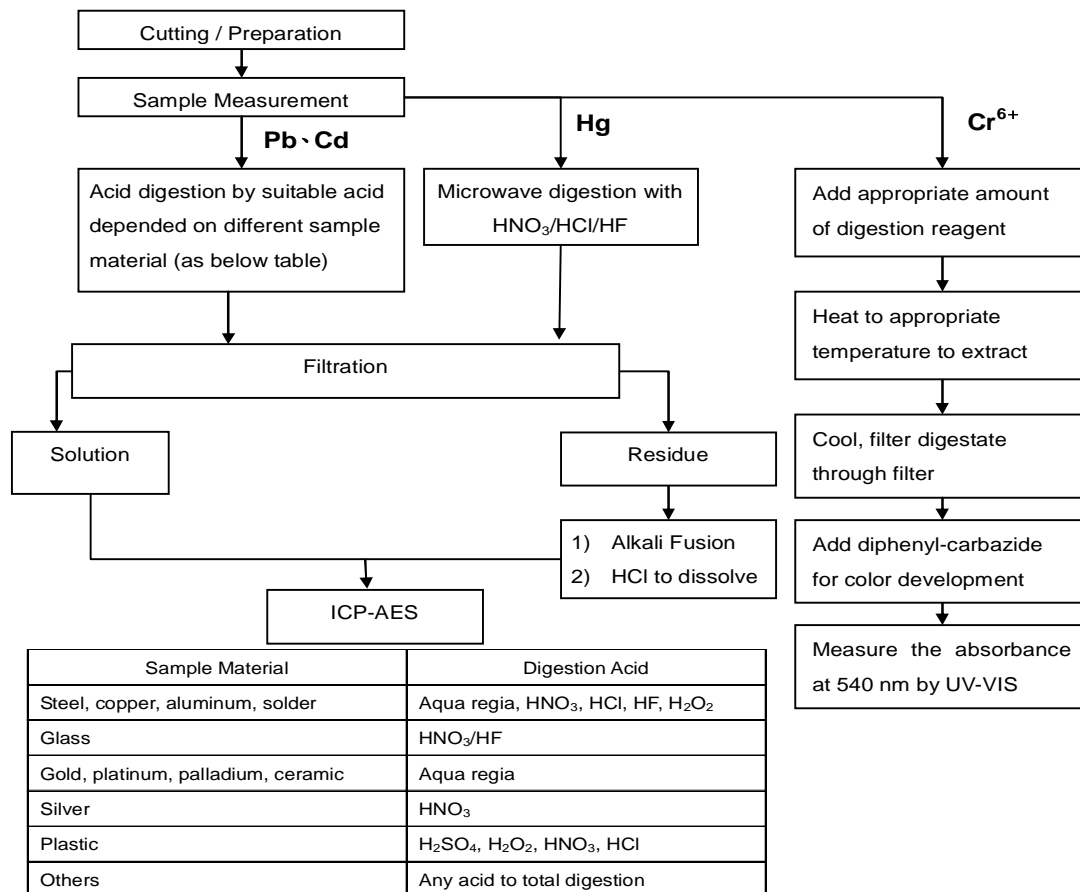 Cutting / Preparation
Sample Measurement
Pb、Cd
Hg
Cr⁶⁺
Acid digestion by suitable acid
depended on different sample
material (as below table)
Microwave digestion with
HNO₃/HCl/HF
Add appropriate amount
of digestion reagent
Heat to appropriate
temperature to extract
Filtration
Solution
Residue
Cool, filter digestate
through filter
1) Alkali Fusion
2) HCl to dissolve
Add diphenyl-carbazide
for color development
ICP-AES
Measure the absorbance
at 540 nm by UV-VIS
Sample Material Digestion Acid
Steel, copper, aluminum, solder Aqua regia, HNO₃, HCl, HF, H₂O₂
Glass HNO₃/HF
Gold, platinum, palladium, ceramic Aqua regia
Silver HNO₃
Plastic H₂SO₄, H₂O₂, HNO₃, HCl
Others Any acid to total digestion